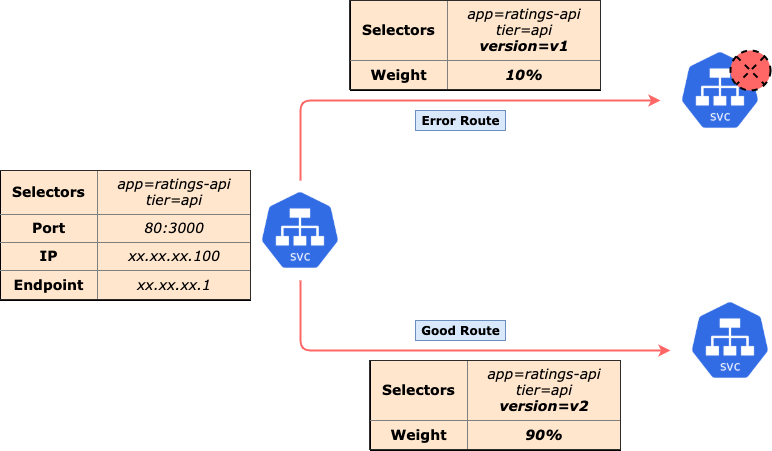 Selectors
app=ratings-api
tier=api
version=v1
Weight
10%
svc
Error Route
Selectors
app=ratings-api
tier=api
Port
80:3000
IP
xx.xx.xx.100
Endpoint
xx.xx.xx.1
svc
Good Route
svc
Selectors
app=ratings-api
tier=api
version=v2
Weight
90%